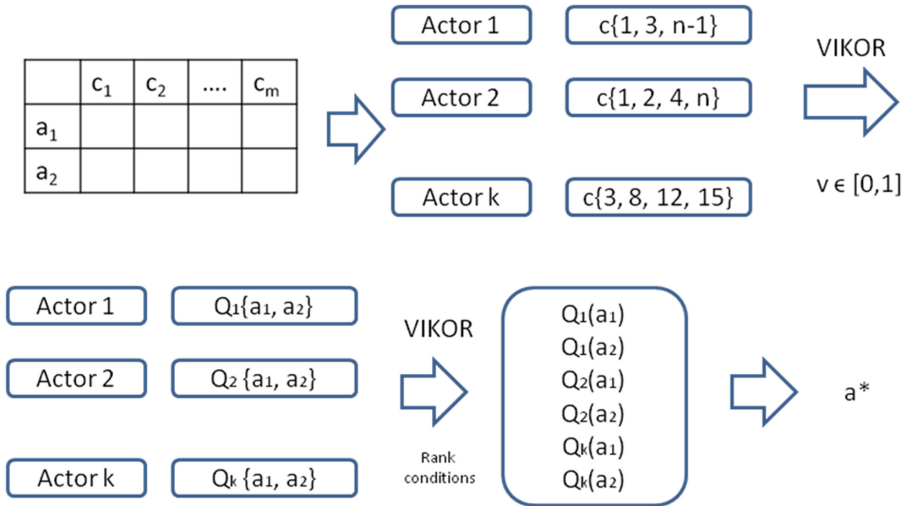 c₁ c₂ .... cₘ
a₁
a₂
Actor 1 c{1, 3, n-1}
Actor 2 c{1, 2, 4, n}
Actor k c{3, 8, 12, 15}
VIKOR
v ϵ [0,1]
Actor 1 Q₁{a₁, a₂}
Actor 2 Q₂ {a₁, a₂}
Actor k Qₖ {a₁, a₂}
VIKOR
Rank
conditions
Q₁(a₁)
Q₁(a₂)
Q₂(a₁)
Q₂(a₂)
Qₖ(a₁)
Qₖ(a₂)
a*